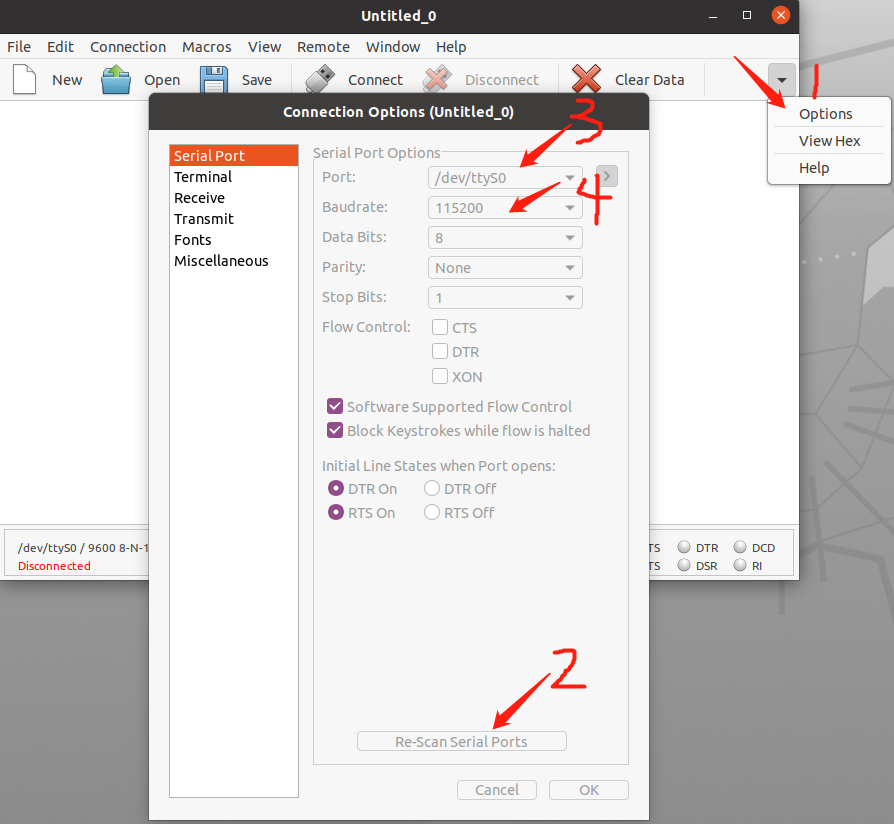 Untitled_0
File Edit Connection Macros View Remote Window Help
New Open Save Connect Disconnect Clear Data
1
Options
View Hex
Help
Connection Options (Untitled_0)
3
Serial Port
Terminal
Receive
Transmit
Fonts
Miscellaneous
Serial Port Options
Port: /dev/ttyS0 >
4
Baudrate: 115200
Data Bits: 8
Parity: None
Stop Bits: 1
Flow Control: CTS
DTR
XON
Software Supported Flow Control
Block Keystrokes while flow is halted
Initial Line States when Port opens:
DTR On DTR Off
RTS On RTS Off
/dev/ttyS0 / 9600 8-N-1
Disconnected
TS DTR DCD
TS DSR RI
2
Re-Scan Serial Ports
Cancel OK